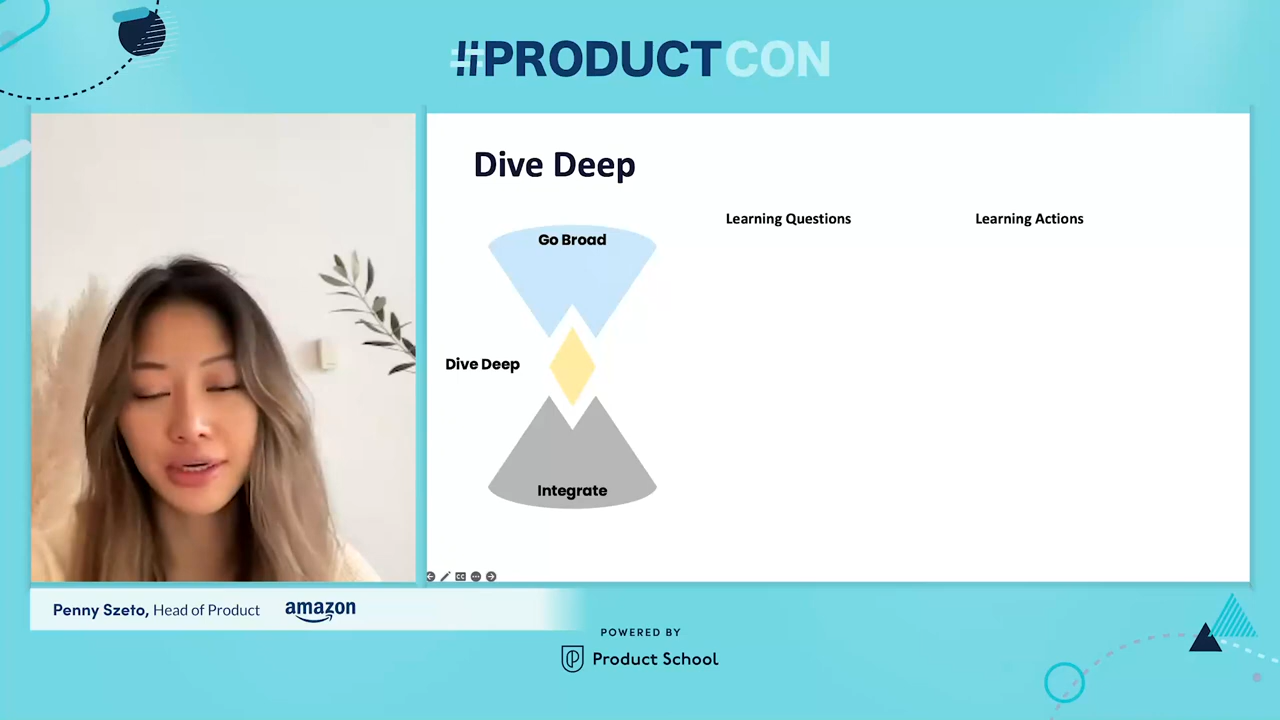 #PRODUCTCON
Dive Deep
Learning Questions
Learning Actions
Go Broad
Dive Deep
Integrate
CC
Penny Szeto, Head of Product
amazon
POWERED BY
Product School